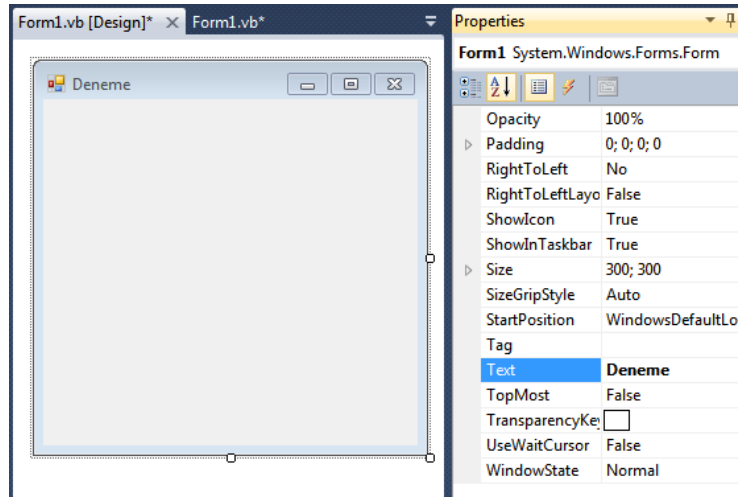 Form1.vb [Design]* Form1.vb*
Deneme
Properties
Form1 System.Windows.Forms.Form
Opacity 100%
Padding 0; 0; 0; 0
RightToLeft No
RightToLeftLayo False
ShowIcon True
ShowInTaskbar True
Size 300; 300
SizeGripStyle Auto
StartPosition WindowsDefaultLo
Tag
Text Deneme
TopMost False
TransparencyKey
UseWaitCursor False
WindowState Normal